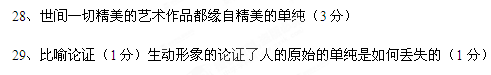 28、世间一切精美的艺术作品都缘自精美的单纯（3 分）
29、比喻论证（1 分）生动形象的论证了人的原始的单纯是如何丢失的（1 分）